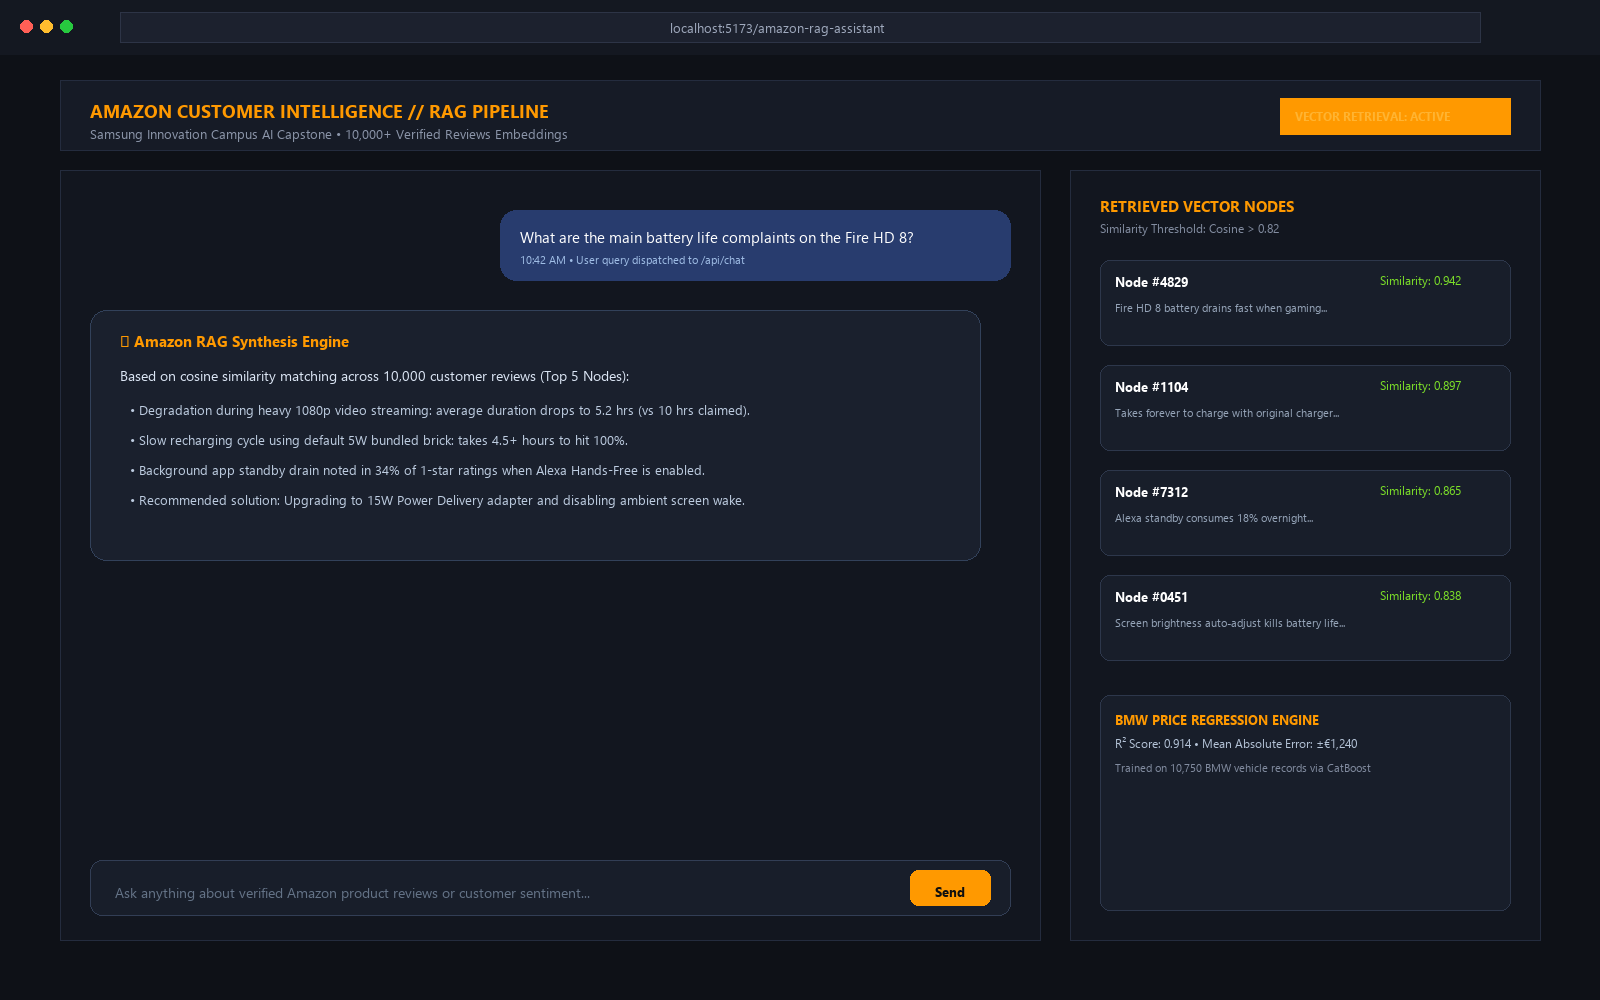 localhost:5173/amazon-rag-assistant
AMAZON CUSTOMER INTELLIGENCE // RAG PIPELINE
Samsung Innovation Campus AI Capstone • 10,000+ Verified Reviews Embeddings
VECTOR RETRIEVAL: ACTIVE
What are the main battery life complaints on the Fire HD 8?
10:42 AM • User query dispatched to /api/chat
Amazon RAG Synthesis Engine
Based on cosine similarity matching across 10,000 customer reviews (Top 5 Nodes):
• Degradation during heavy 1080p video streaming: average duration drops to 5.2 hrs (vs 10 hrs claimed).
• Slow recharging cycle using default 5W bundled brick: takes 4.5+ hours to hit 100%.
• Background app standby drain noted in 34% of 1-star ratings when Alexa Hands-Free is enabled.
• Recommended solution: Upgrading to 15W Power Delivery adapter and disabling ambient screen wake.
Ask anything about verified Amazon product reviews or customer sentiment...
Send
RETRIEVED VECTOR NODES
Similarity Threshold: Cosine > 0.82
Node #4829 Similarity: 0.942
Fire HD 8 battery drains fast when gaming...
Node #1104 Similarity: 0.897
Takes forever to charge with original charger...
Node #7312 Similarity: 0.865
Alexa standby consumes 18% overnight...
Node #0451 Similarity: 0.838
Screen brightness auto-adjust kills battery life...
BMW PRICE REGRESSION ENGINE
R² Score: 0.914 • Mean Absolute Error: ±€1,240
Trained on 10,750 BMW vehicle records via CatBoost